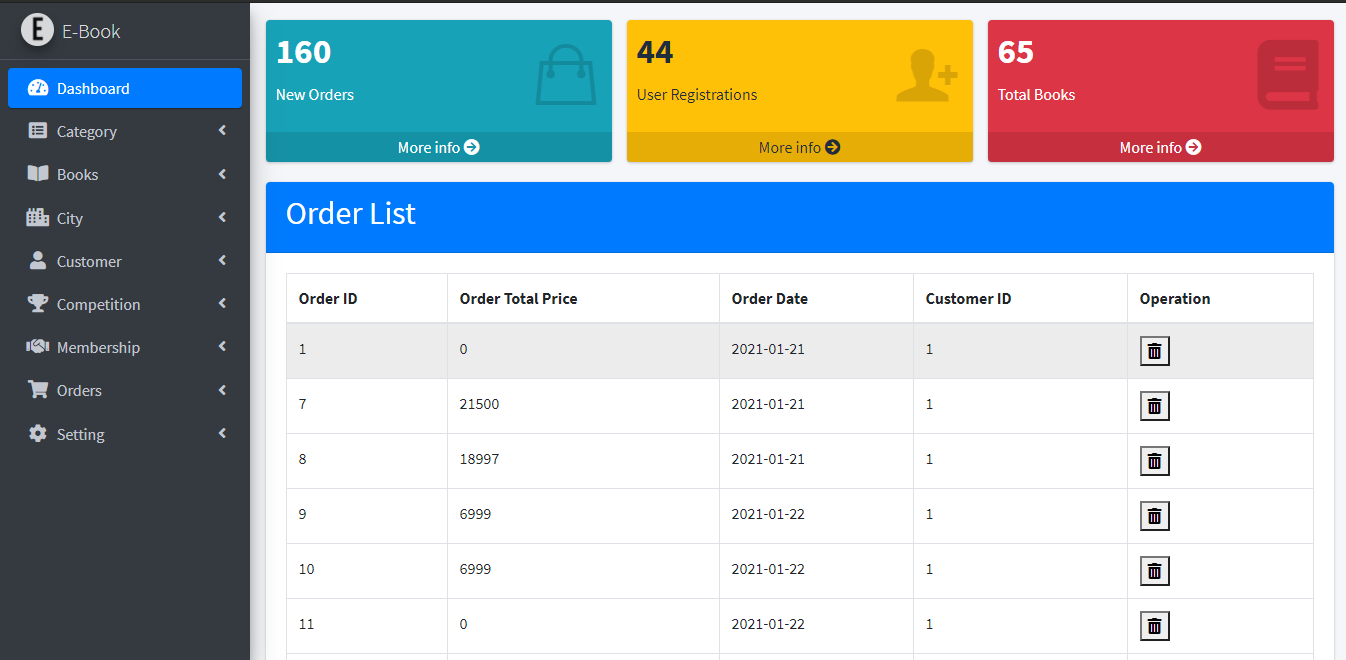 E E-Book
Dashboard
Category
Books
City
Customer
Competition
Membership
Orders
Setting
160
New Orders
More info
44
User Registrations
More info
65
Total Books
More info
Order List
Order ID Order Total Price Order Date Customer ID Operation
1 0 2021-01-21 1
7 21500 2021-01-21 1
8 18997 2021-01-21 1
9 6999 2021-01-22 1
10 6999 2021-01-22 1
11 0 2021-01-22 1